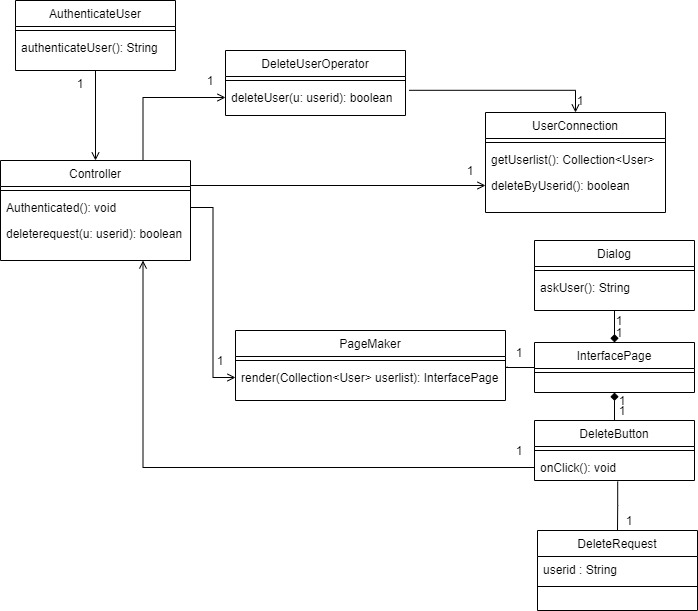 AuthenticateUser
authenticateUser(): String
1
DeleteUserOperator
deleteUser(u: userid): boolean
1
1
UserConnection
getUserlist(): Collection<User>
deleteByUserid(): boolean
1
Controller
Authenticated(): void
deleterequest(u: userid): boolean
Dialog
askUser(): String
1
1
PageMaker
render(Collection<User> userlist): InterfacePage
1
1
InterfacePage
1
1
DeleteButton
onClick(): void
1
1
DeleteRequest
userid : String